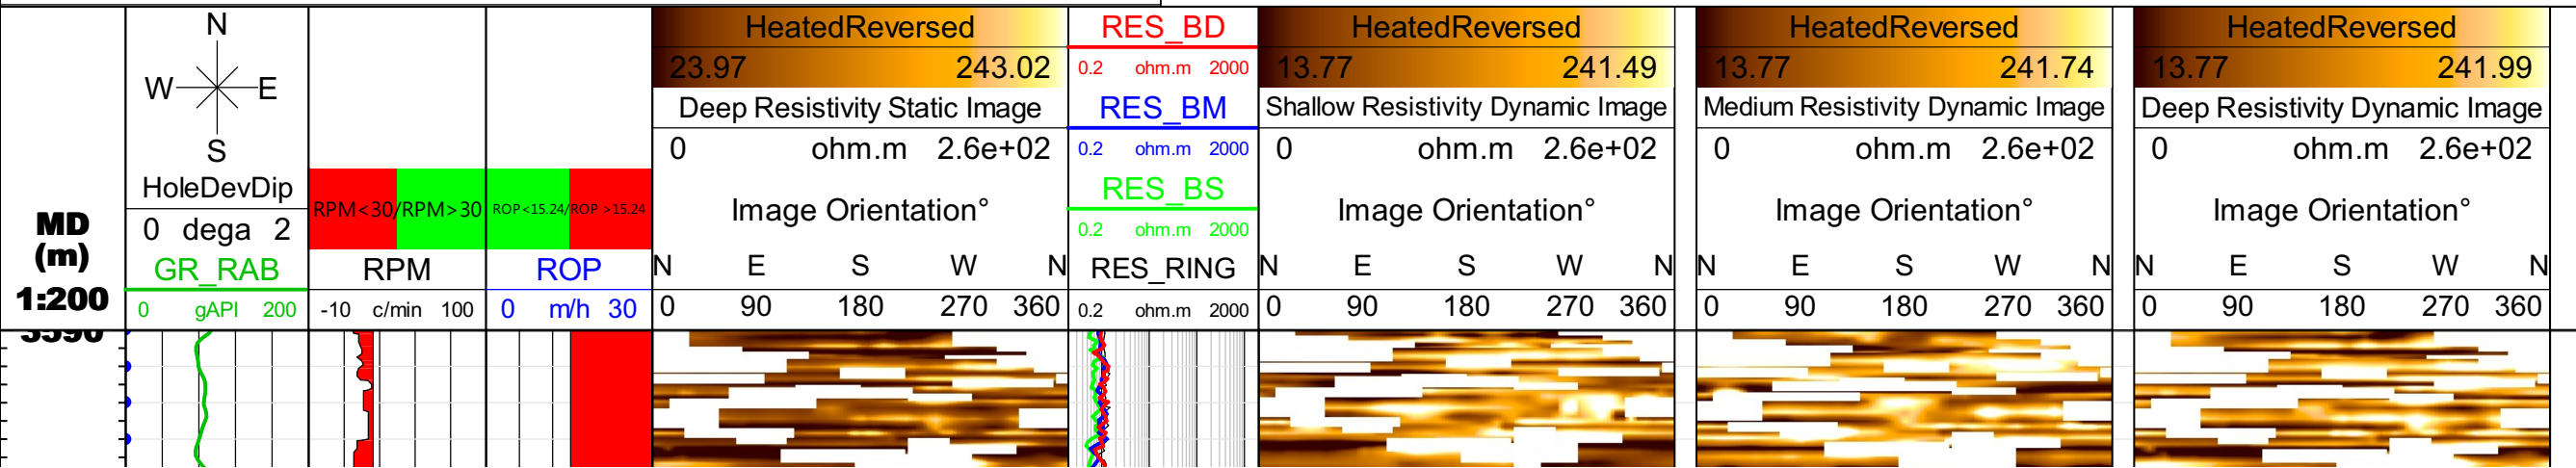 MD
(m)
1:200
N
W E
S
HoleDevDip
0 dega 2
GR_RAB
0 gAPI 200
RPM<30/RPM>30
RPM
-10 c/min 100
ROP<15.24/ROP >15.24
ROP
0 m/h 30
HeatedReversed
23.97 243.02
Deep Resistivity Static Image
0 ohm.m 2.6e+02
Image Orientation°
N E S W N
0 90 180 270 360
RES_BD
0.2 ohm.m 2000
RES_BM
0.2 ohm.m 2000
RES_BS
0.2 ohm.m 2000
RES_RING
0.2 ohm.m 2000
HeatedReversed
13.77 241.49
Shallow Resistivity Dynamic Image
0 ohm.m 2.6e+02
Image Orientation°
N E S W N
0 90 180 270 360
HeatedReversed
13.77 241.74
Medium Resistivity Dynamic Image
0 ohm.m 2.6e+02
Image Orientation°
N E S W N
0 90 180 270 360
HeatedReversed
13.77 241.99
Deep Resistivity Dynamic Image
0 ohm.m 2.6e+02
Image Orientation°
N E S W N
0 90 180 270 360
3590